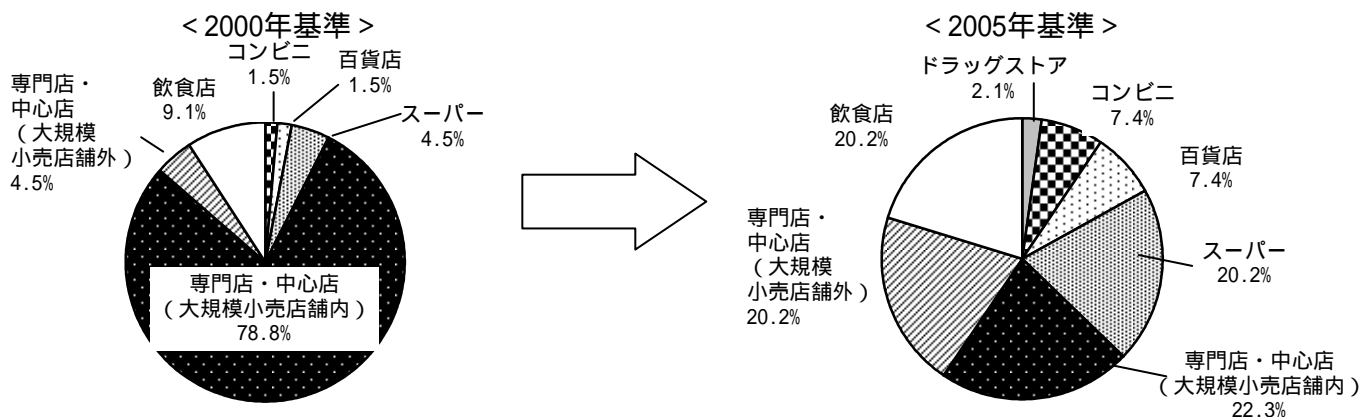 ＜2000年基準＞
コンビニ
1.5%
百貨店
1.5%
専門店・
中心店
（大規模
小売店舗外）
4.5%
飲食店
9.1%
スーパー
4.5%
専門店・中心店
（大規模小売店舗内）
78.8%
＜2005年基準＞
ドラッグストア
2.1%
コンビニ
7.4%
飲食店
20.2%
百貨店
7.4%
専門店・
中心店
（大規模
小売店舗外）
20.2%
スーパー
20.2%
専門店・中心店
（大規模小売店舗内）
22.3%